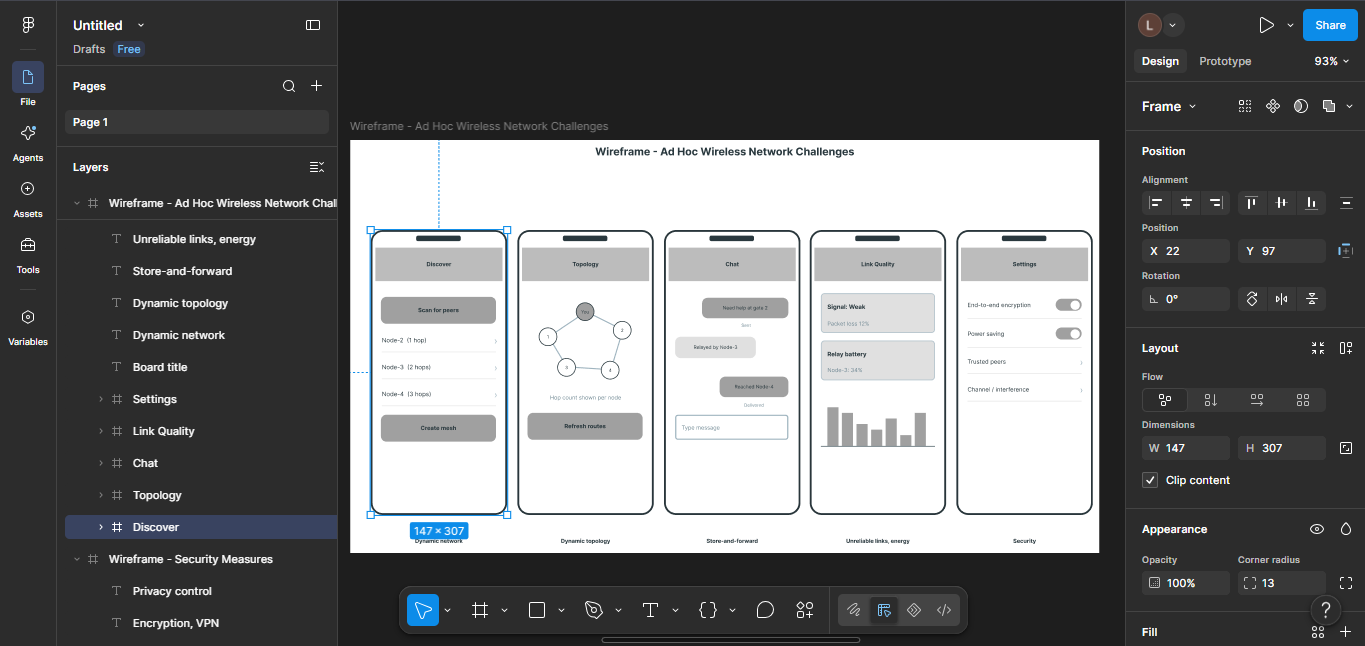 Untitled
Drafts Free
File
Agents
Assets
Tools
Variables
Pages
Page 1
Layers
Wireframe - Ad Hoc Wireless Network Chall
Unreliable links, energy
Store-and-forward
Dynamic topology
Dynamic network
Board title
Settings
Link Quality
Chat
Topology
Discover
Wireframe - Security Measures
Privacy control
Encryption, VPN
Wireframe - Ad Hoc Wireless Network Challenges
Wireframe - Ad Hoc Wireless Network Challenges
Discover
Scan for peers
Node-2 (1 hop)
Node-3 (2 hops)
Node-4 (3 hops)
Create mesh
147 × 307
Dynamic network
Topology
You
1
2
3
4
Hop count shown per node
Refresh routes
Dynamic topology
Chat
Need help at gate 2
Sent
Relayed by Node-3
Reached Node-4
Delivered
Type message
Store-and-forward
Link Quality
Signal: Weak
Packet loss 12%
Relay battery
Node-3: 34%
Unreliable links, energy
Settings
End-to-end encryption
Power saving
Trusted peers
Channel / interference
Security
L
Share
Design Prototype 93%
Frame
Position
Alignment
Position
X 22 Y 97
Rotation
0°
Layout
Flow
Dimensions
W 147 H 307
Clip content
Appearance
Opacity Corner radius
100% 13
Fill
?